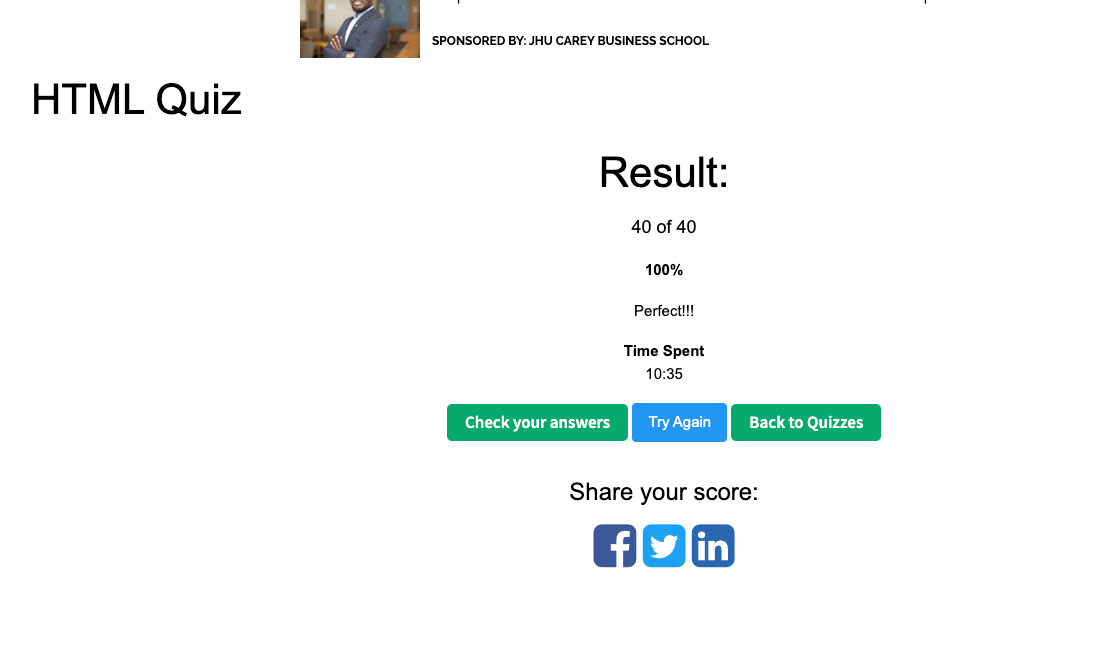 SPONSORED BY: JHU CAREY BUSINESS SCHOOL
HTML Quiz
Result:
40 of 40
100%
Perfect!!!
Time Spent
10:35
Check your answers Try Again Back to Quizzes
Share your score: